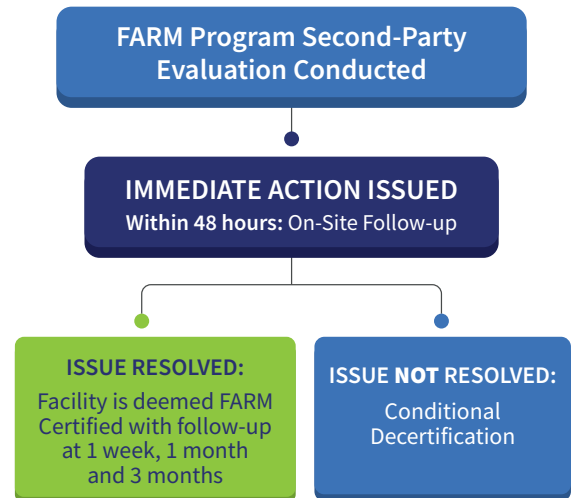 FARM Program Second-Party
Evaluation Conducted
IMMEDIATE ACTION ISSUED
Within 48 hours: On-Site Follow-up
ISSUE RESOLVED:
Facility is deemed FARM
Certified with follow-up
at 1 week, 1 month
and 3 months
ISSUE NOT RESOLVED:
Conditional
Decertification